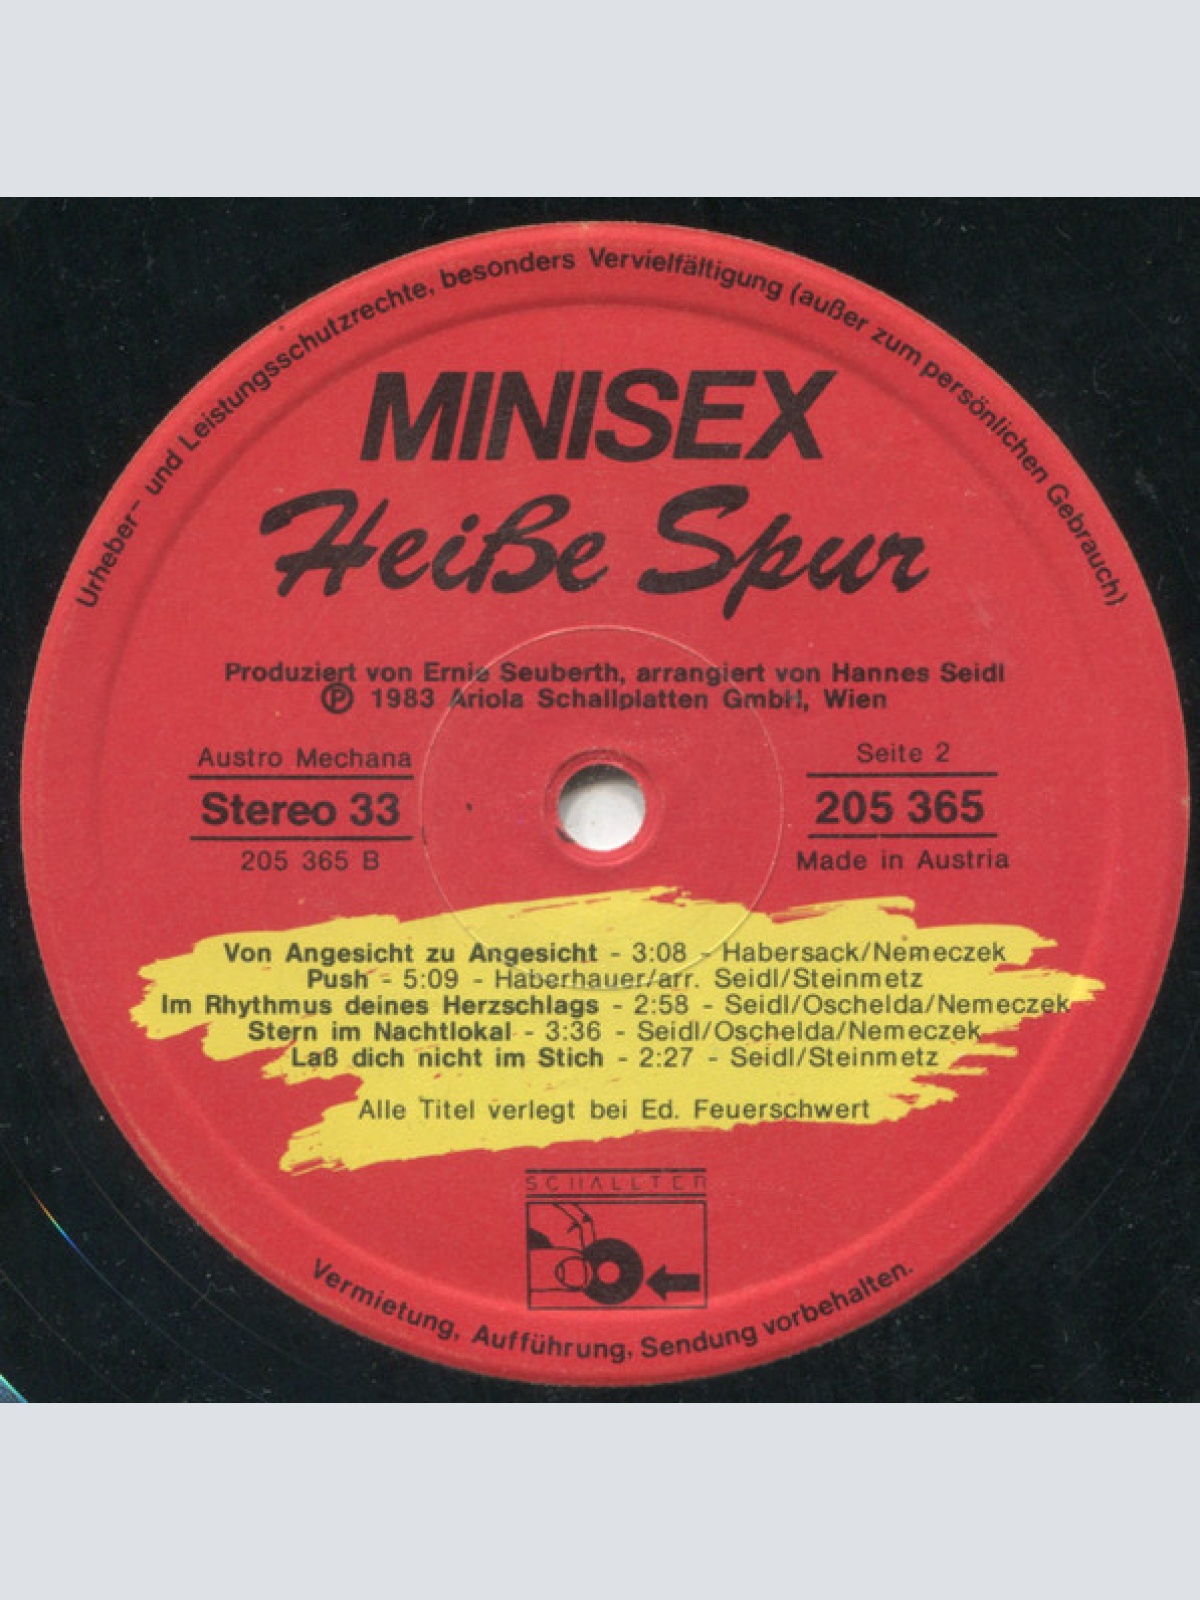 Urheber- und Leistungsschutzrechte, besonders Vervielfältigung (außer zum persönlichen Gebrauch)
MINISEX
Heiße Spur
Produziert von Ernie Seuberth, arrangiert von Hannes Seidl
Ⓟ 1983 Ariola Schallplatten GmbH, Wien
Austro Mechana
Stereo 33
205 365 B
Seite 2
205 365
Made in Austria
Von Angesicht zu Angesicht - 3:08 - Habersack/Nemeczek
Push - 5:09 - Haberhauer/arr. Seidl/Steinmetz
Im Rhythmus deines Herzschlags - 2:58 - Seidl/Oschelda/Nemeczek
Stern im Nachtlokal - 3:36 - Seidl/Oschelda/Nemeczek
Laß dich nicht im Stich - 2:27 - Seidl/Steinmetz
Alle Titel verlegt bei Ed. Feuerschwert
SCHALLTER
Vermietung, Aufführung, Sendung vorbehalten.